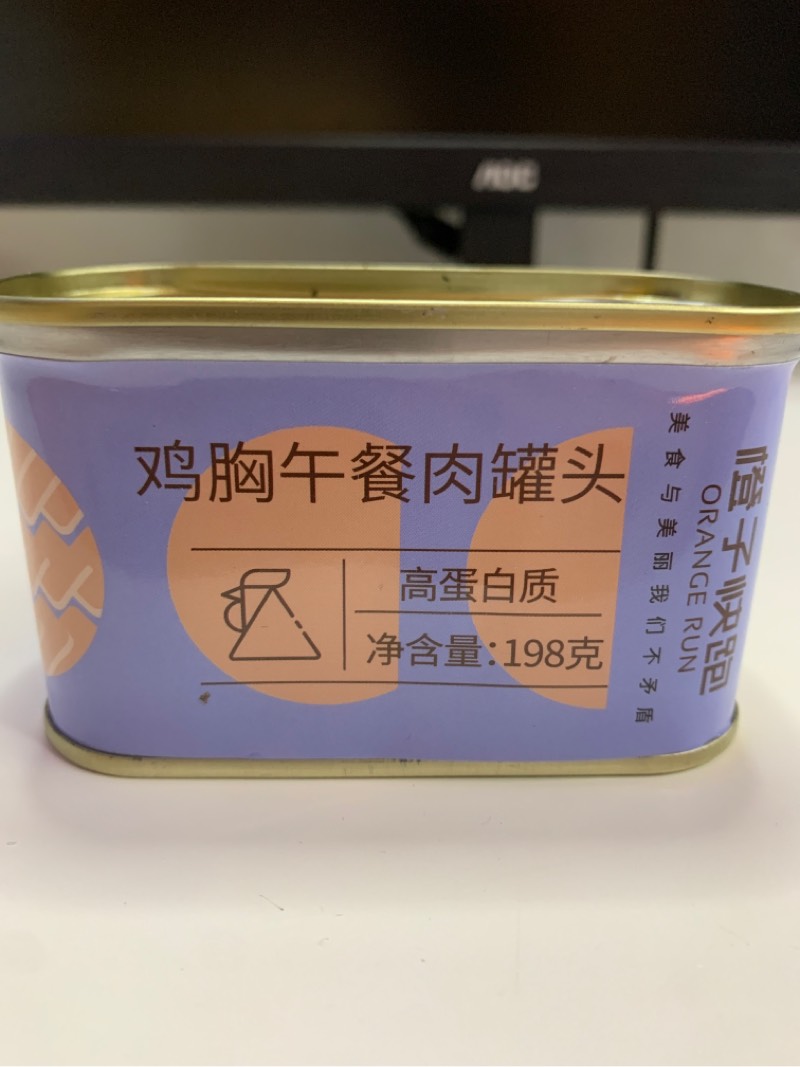 AOC
鸡胸午餐肉罐头
高蛋白质
净含量:198克
美食与美丽我们不矛盾
ORANGE RUN
橙子快跑